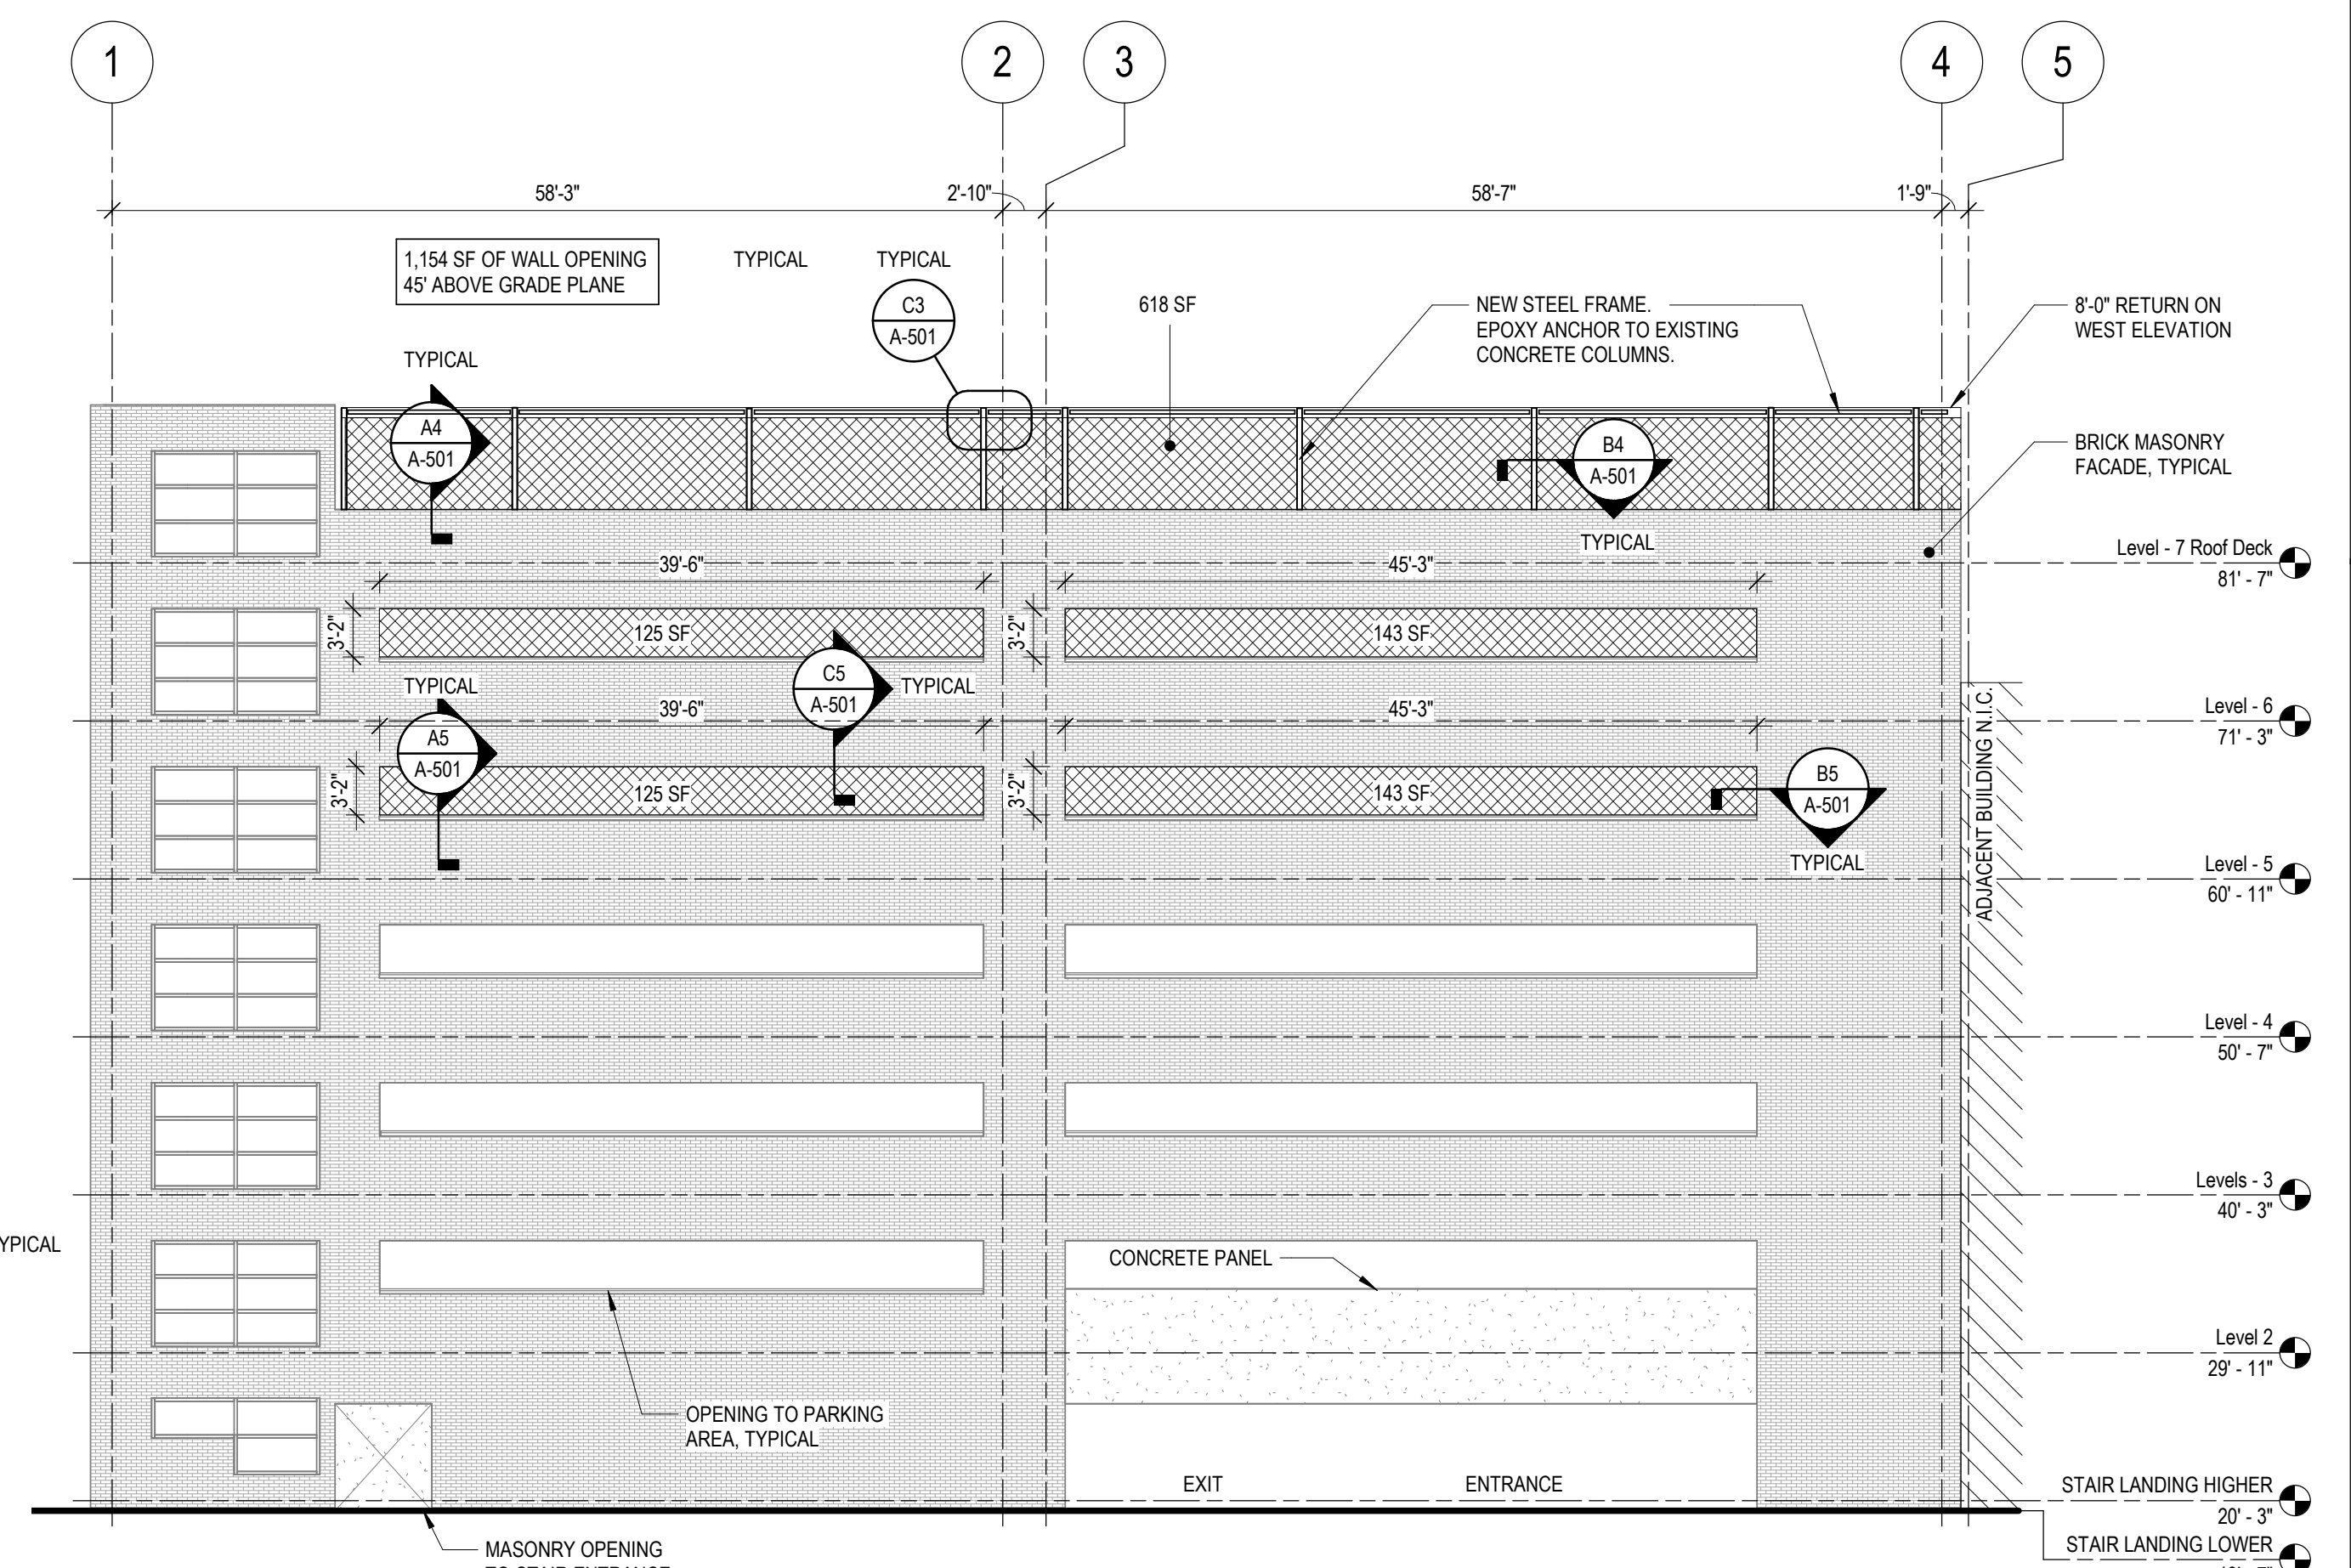 1
2
3
4
5
58'-3"
2'-10"
58'-7"
1'-9"
1,154 SF OF WALL OPENING
45' ABOVE GRADE PLANE
TYPICAL
TYPICAL
C3
A-501
618 SF
NEW STEEL FRAME.
EPOXY ANCHOR TO EXISTING
CONCRETE COLUMNS.
8'-0" RETURN ON
WEST ELEVATION
TYPICAL
A4
A-501
B4
A-501
TYPICAL
BRICK MASONRY
FACADE, TYPICAL
Level - 7 Roof Deck
81' - 7"
39'-6"
45'-3"
3'-2"
125 SF
3'-2"
143 SF
TYPICAL
C5
A-501
TYPICAL
39'-6"
45'-3"
Level - 6
71' - 3"
A5
A-501
3'-2"
125 SF
3'-2"
143 SF
B5
A-501
TYPICAL
ADJACENT BUILDING N.I.C.
Level - 5
60' - 11"
Level - 4
50' - 7"
Levels - 3
40' - 3"
YPICAL
CONCRETE PANEL
Level 2
29' - 11"
OPENING TO PARKING
AREA, TYPICAL
EXIT
ENTRANCE
STAIR LANDING HIGHER
20' - 3"
STAIR LANDING LOWER
MASONRY OPENING